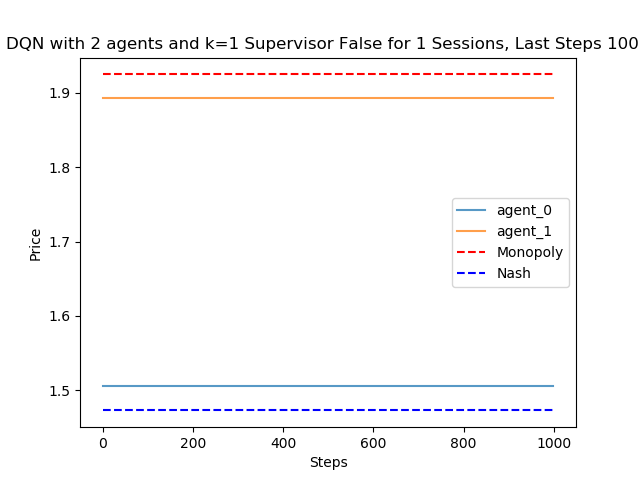 DQN with 2 agents and k=1 Supervisor False for 1 Sessions, Last Steps 100
1.9
1.8
1.7
1.6
1.5
Price
agent_0
agent_1
Monopoly
Nash
0 200 400 600 800 1000
Steps